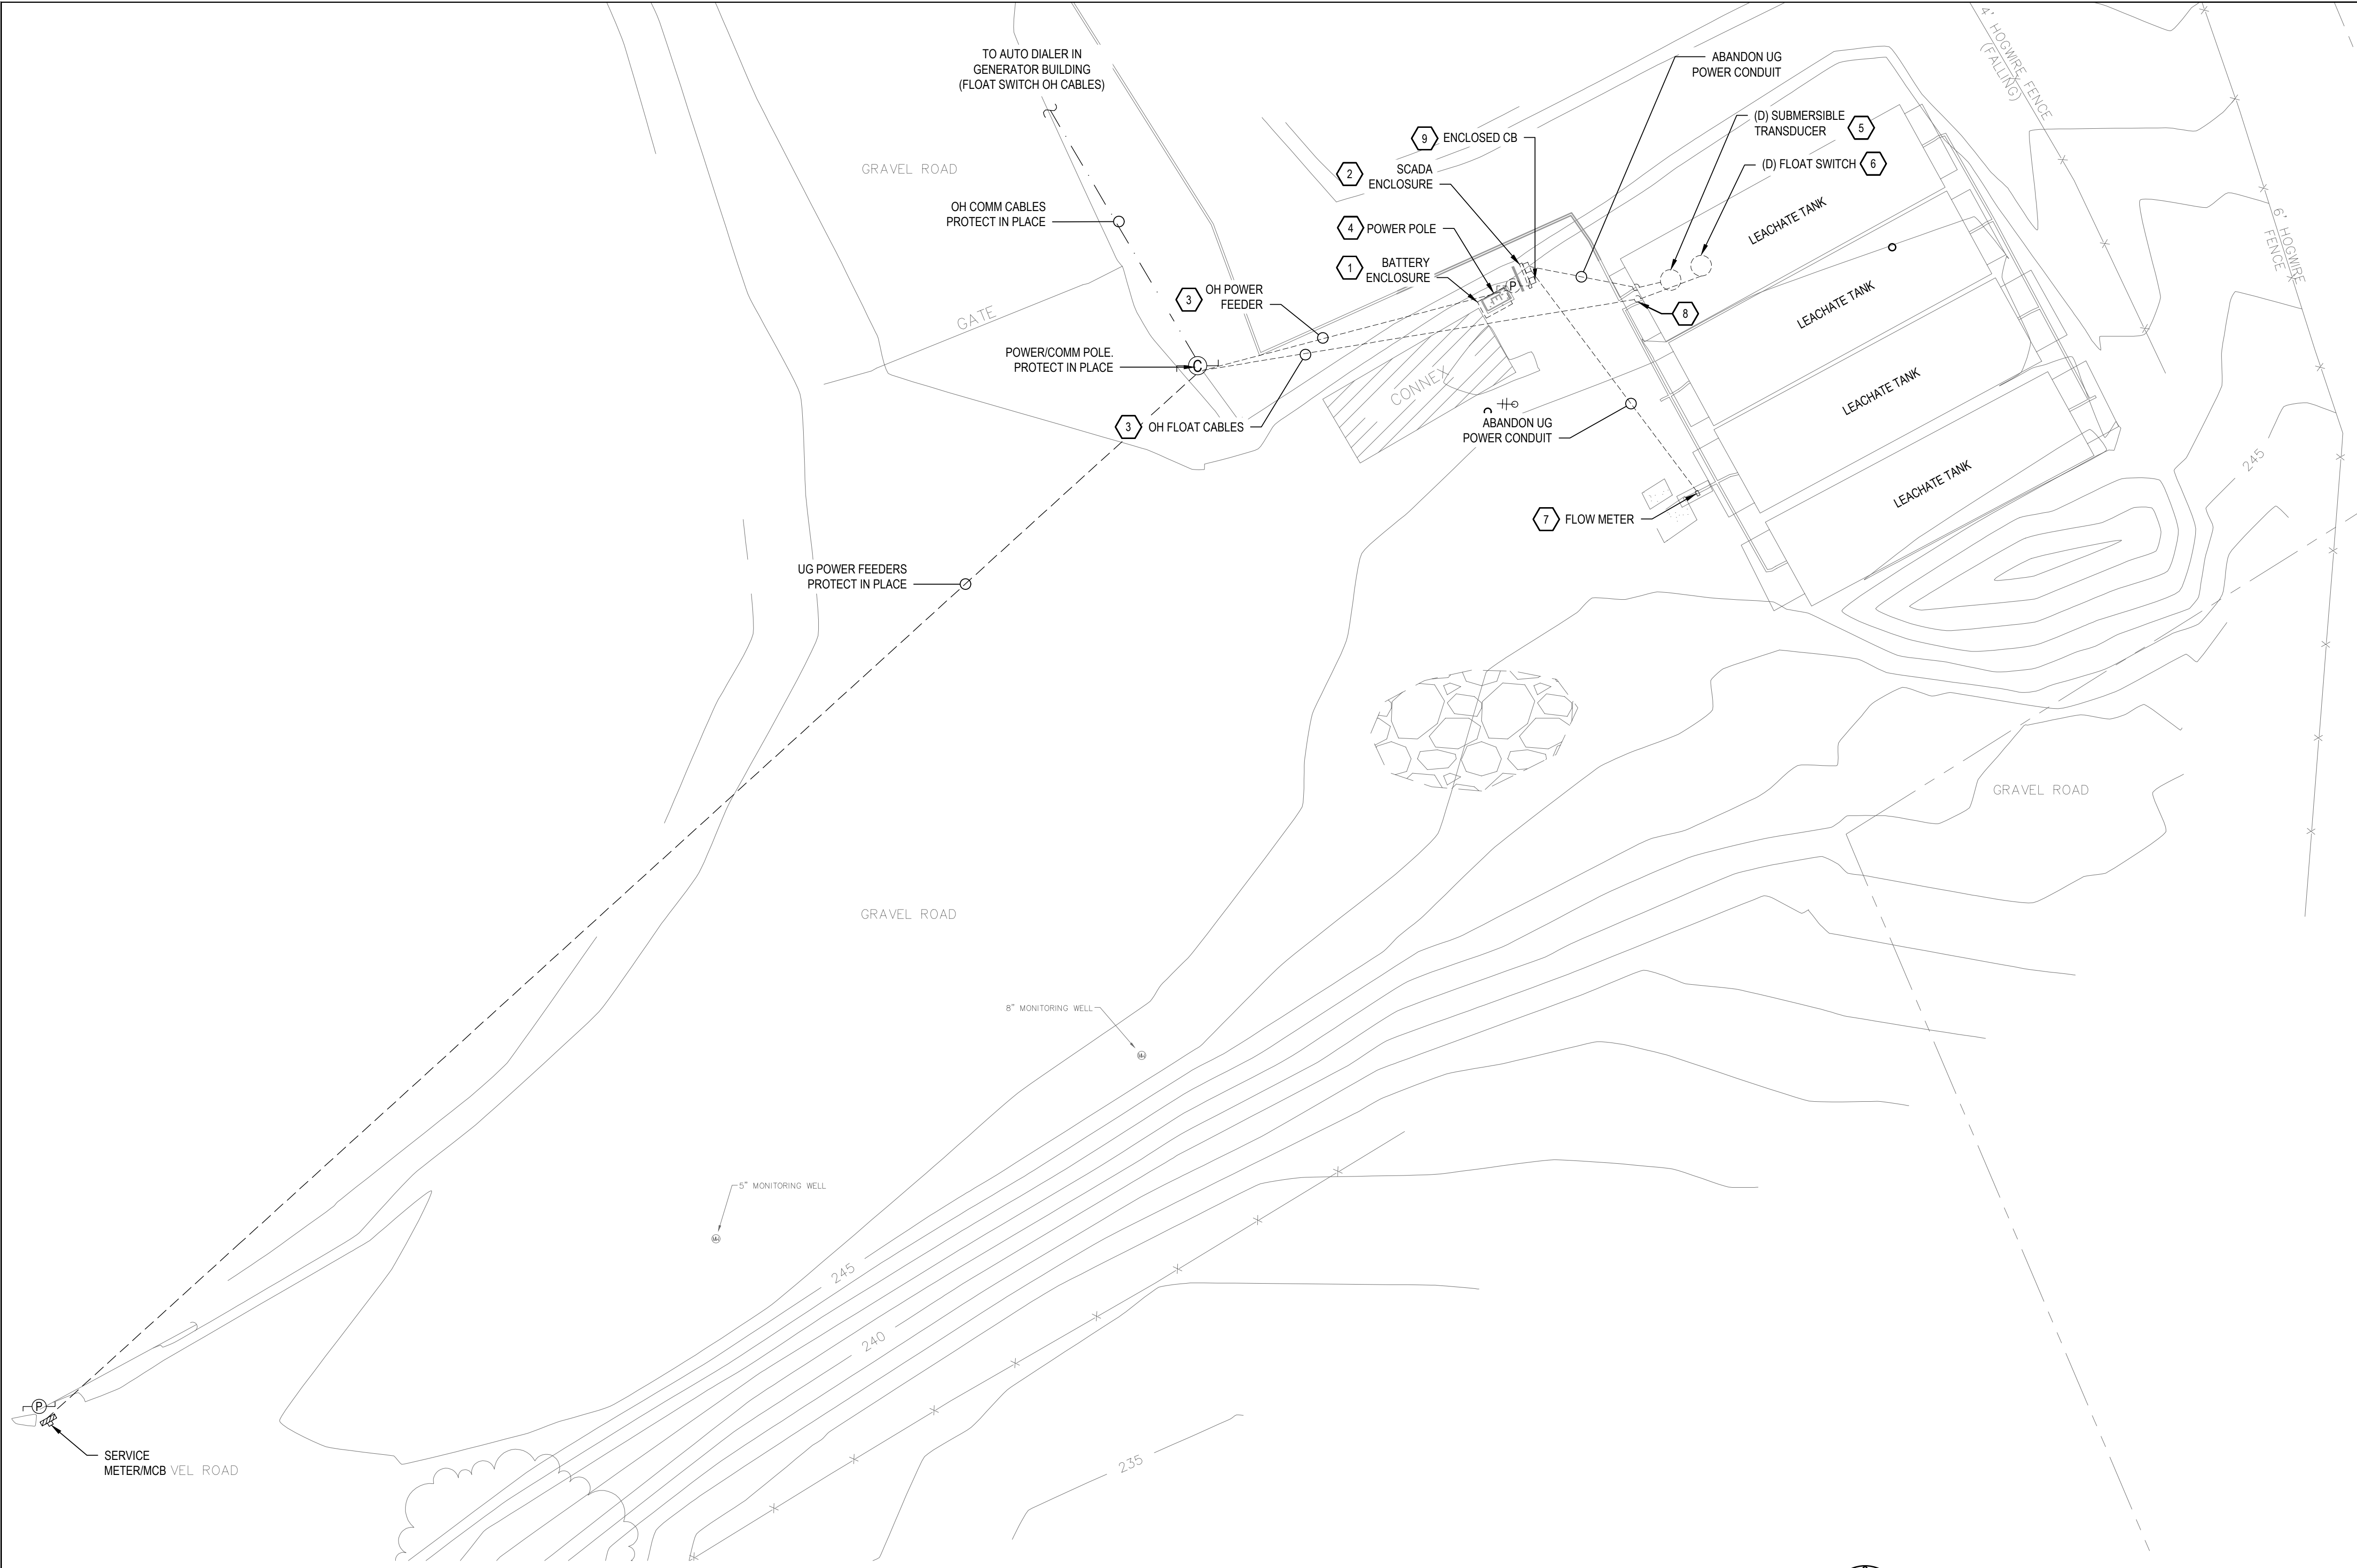 TO AUTO DIALER IN
GENERATOR BUILDING
(FLOAT SWITCH OH CABLES)
ABANDON UG
POWER CONDUIT
4' HOGWIRE FENCE
(FALLING)
9 ENCLOSED CB
(D) SUBMERSIBLE
TRANSDUCER 5
2 SCADA
ENCLOSURE
(D) FLOAT SWITCH 6
GRAVEL ROAD
OH COMM CABLES
PROTECT IN PLACE
4 POWER POLE
LEACHATE TANK
6' HOGWIRE
FENCE
1 BATTERY
ENCLOSURE
P
E
3 OH POWER
FEEDER
8
LEACHATE TANK
GATE
POWER/COMM POLE.
PROTECT IN PLACE
C
CONNEX
LEACHATE TANK
3 OH FLOAT CABLES
ABANDON UG
POWER CONDUIT
LEACHATE TANK
245
7 FLOW METER
UG POWER FEEDERS
PROTECT IN PLACE
GRAVEL ROAD
GRAVEL ROAD
8" MONITORING WELL
5" MONITORING WELL
245
240
235
P
SERVICE
METER/MCB VEL ROAD